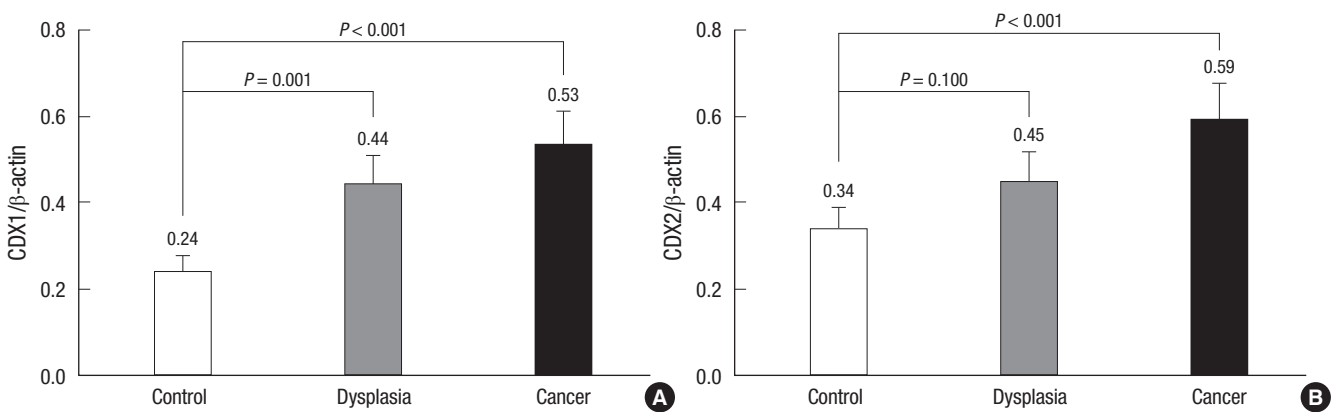 0.8
0.6
0.4
0.2
0.0
CDX1/β-actin
P < 0.001
P = 0.001
0.24
0.44
0.53
Control Dysplasia Cancer
A
0.8
0.6
0.4
0.2
0.0
CDX2/β-actin
P < 0.001
P = 0.100
0.34
0.45
0.59
Control Dysplasia Cancer
B